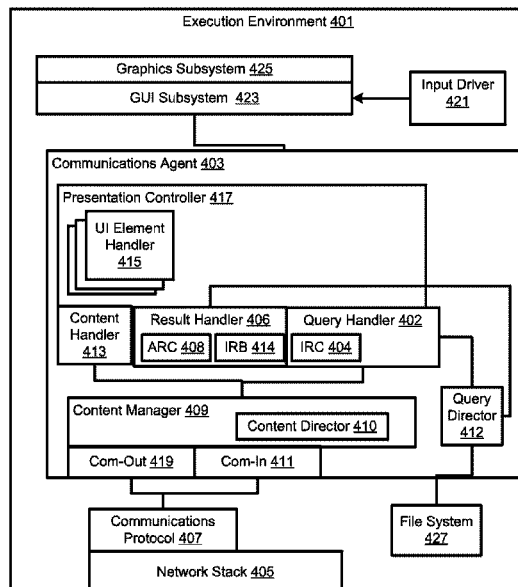 Execution Environment 401
Graphics Subsystem 425
GUI Subsystem 423
Input Driver
421
Communications Agent 403
Presentation Controller 417
UI Element
Handler
415
Content
Handler
413
Result Handler 406
ARC 408
IRB 414
Query Handler 402
IRC 404
Content Manager 409
Content Director 410
Query
Director
412
Com-Out 419
Com-In 411
Communications
Protocol 407
File System
427
Network Stack 405